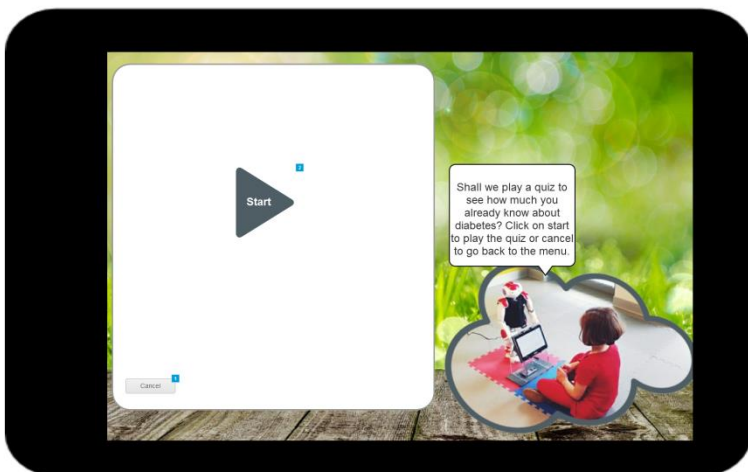 Start
Cancel
Shall we play a quiz to
see how much you
already know about
diabetes? Click on start
to play the quiz or cancel
to go back to the menu.